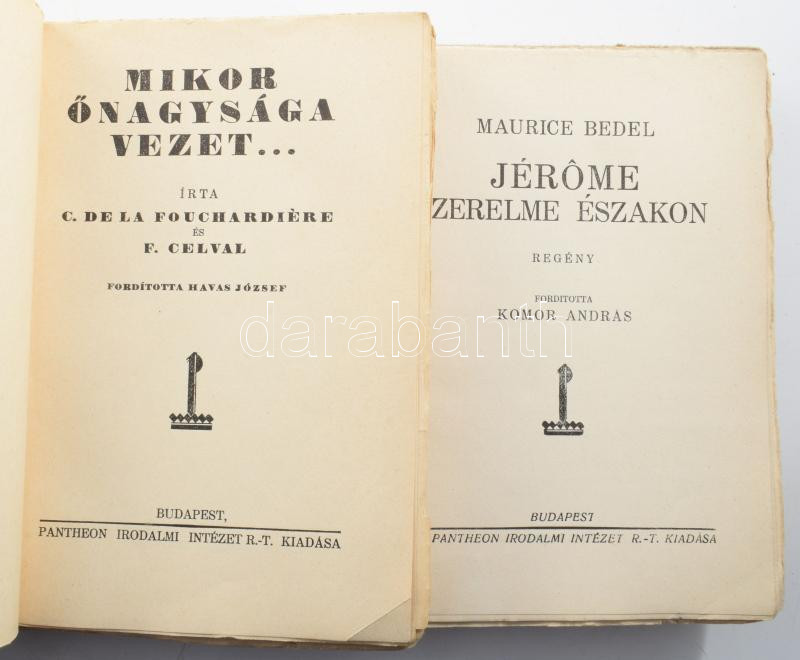 MIKOR
ŐNAGYSÁGA
VEZET...
ÍRTA
C. DE LA FOUCHARDIÈRE
ÉS
F. CELVAL
FORDÍTOTTA HAVAS JÓZSEF
BUDAPEST,
PANTHEON IRODALMI INTÉZET R.-T. KIADÁSA
MAURICE BEDEL
JÉRÔME
ZERELME ÉSZAKON
REGÉNY
FORDITOTTA
KOMOR ANDRÁS
BUDAPEST
PANTHEON IRODALMI INTÉZET R.-T. KIADÁSA
darabanth